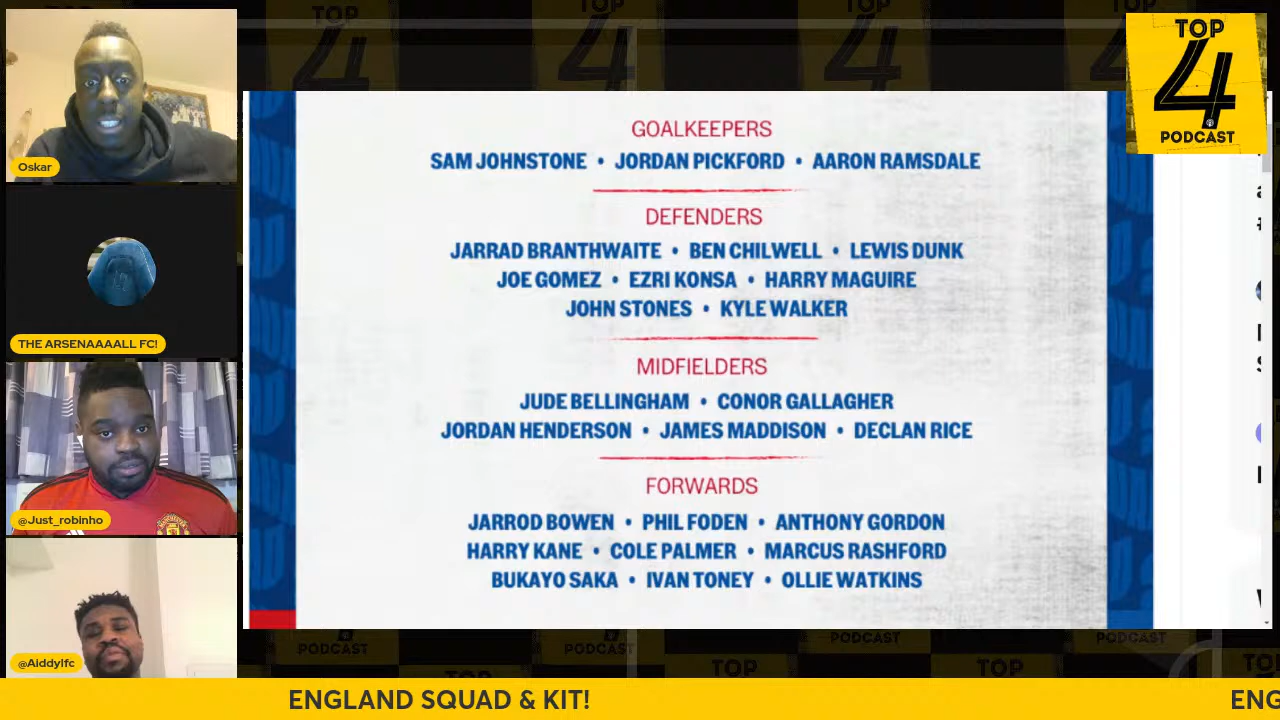 Oskar
THE ARSENAAAALL FC!
@Just_robinho
@Aiddylfc
TOP
4
PODCAST
GOALKEEPERS
SAM JOHNSTONE • JORDAN PICKFORD • AARON RAMSDALE
DEFENDERS
JARRAD BRANTHWAITE • BEN CHILWELL • LEWIS DUNK
JOE GOMEZ • EZRI KONSA • HARRY MAGUIRE
JOHN STONES • KYLE WALKER
MIDFIELDERS
JUDE BELLINGHAM • CONOR GALLAGHER
JORDAN HENDERSON • JAMES MADDISON • DECLAN RICE
FORWARDS
JARROD BOWEN • PHIL FODEN • ANTHONY GORDON
HARRY KANE • COLE PALMER • MARCUS RASHFORD
BUKAYO SAKA • IVAN TONEY • OLLIE WATKINS
ENGLAND SQUAD & KIT!
ENG